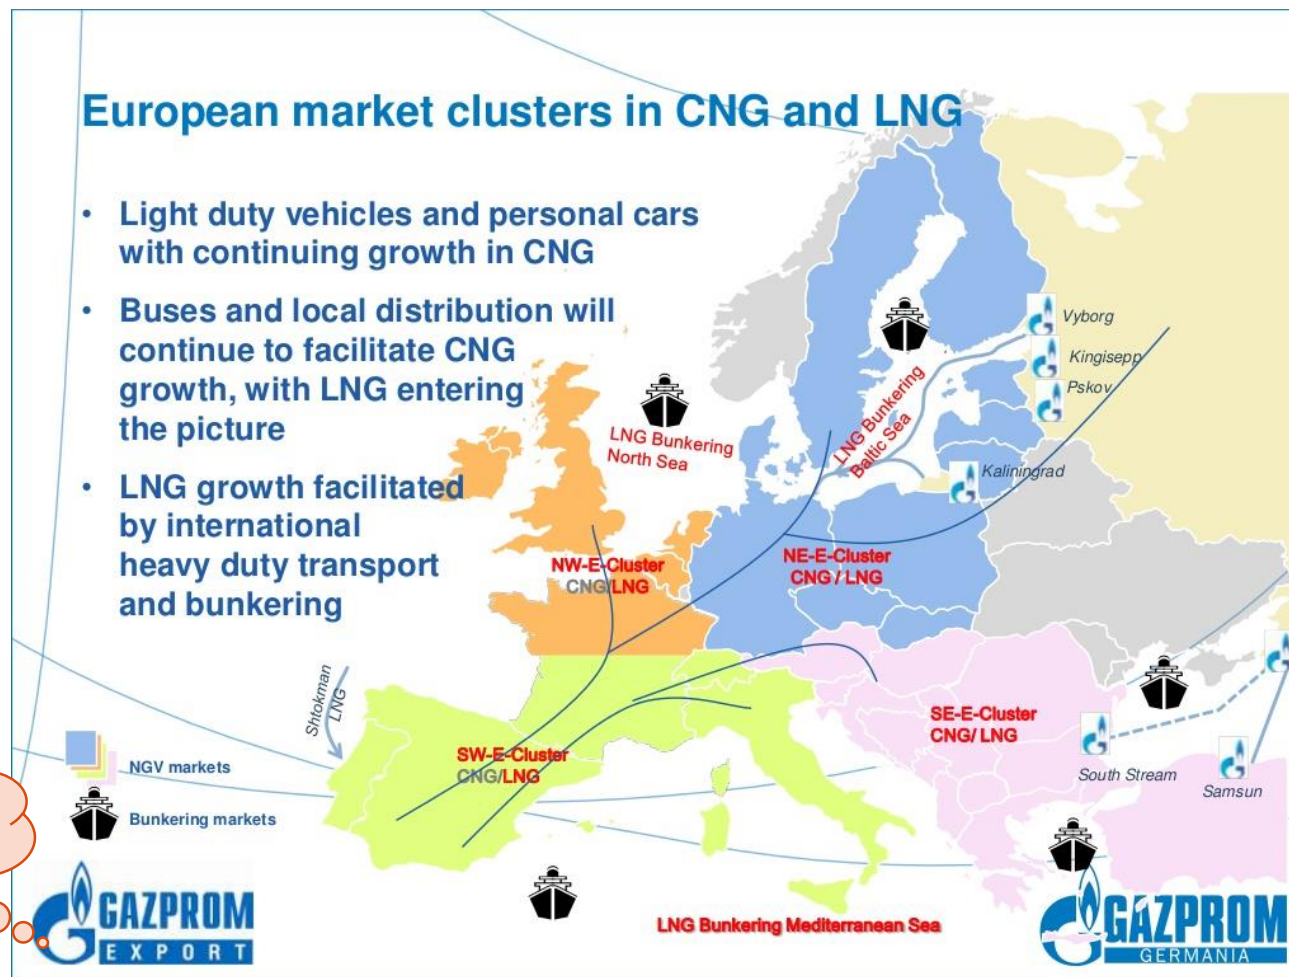 European market clusters in CNG and LNG
• Light duty vehicles and personal cars
with continuing growth in CNG
• Buses and local distribution will
continue to facilitate CNG
growth, with LNG entering
the picture
• LNG growth facilitated
by international
heavy duty transport
and bunkering
Vyborg
Kingisepp
Pskov
Kaliningrad
LNG Bunkering
Baltic Sea
LNG Bunkering
North Sea
NW-E-Cluster
CNG/LNG
NE-E-Cluster
CNG / LNG
Shtokman
LNG
SW-E-Cluster
CNG/LNG
SE-E-Cluster
CNG/ LNG
South Stream
Samsun
NGV markets
Bunkering markets
LNG Bunkering Mediterranean Sea
GAZPROM
EXPORT
GAZPROM
GERMANIA